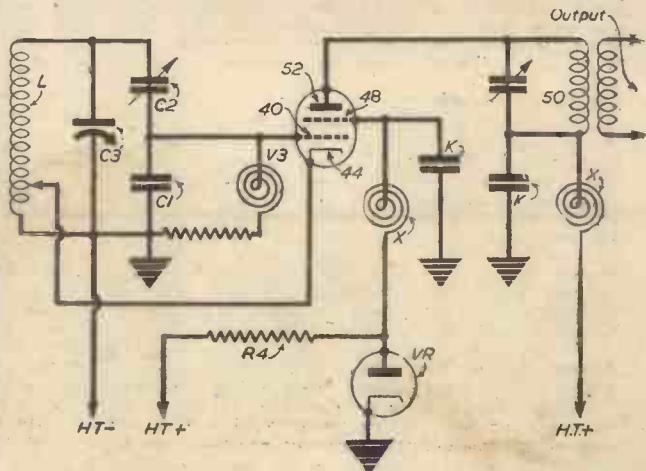 Output
L
C2
C3
C1
V3
52
48
40
44
K
X
50
K
X
R4
VR
HT-
HT+
H.T.+